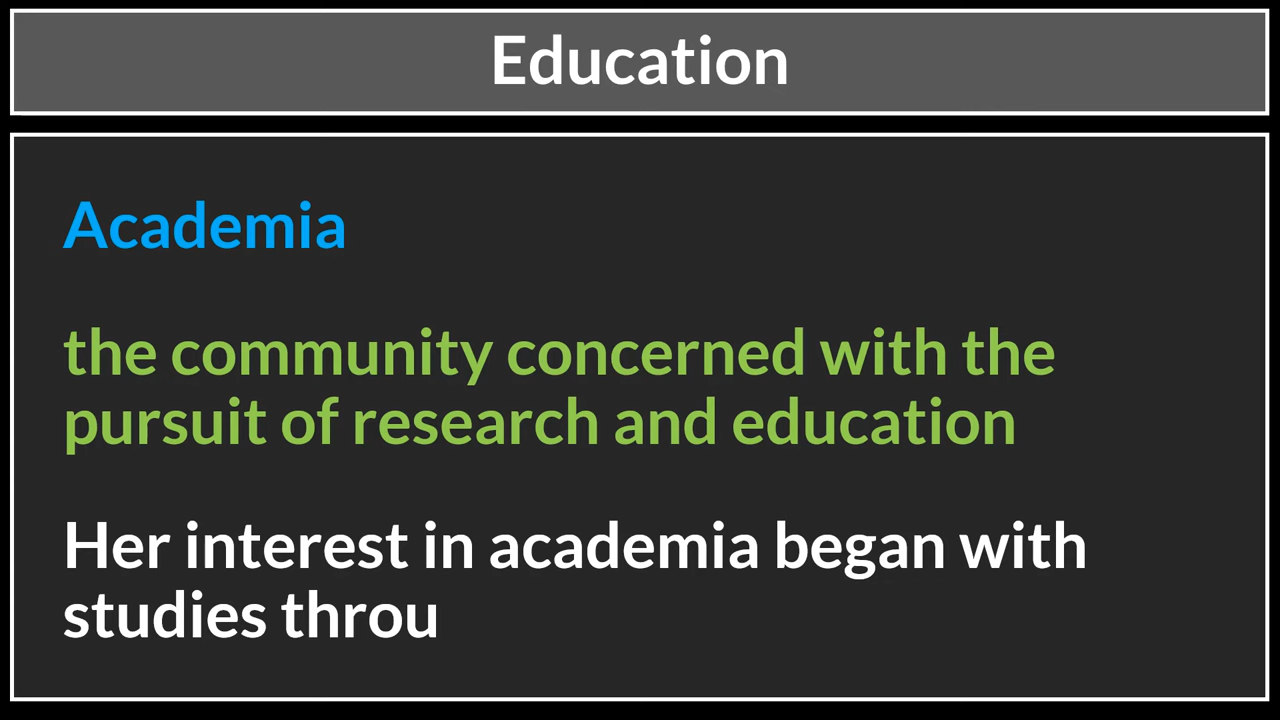 Education
Academia
the community concerned with the
pursuit of research and education
Her interest in academia began with
studies throu